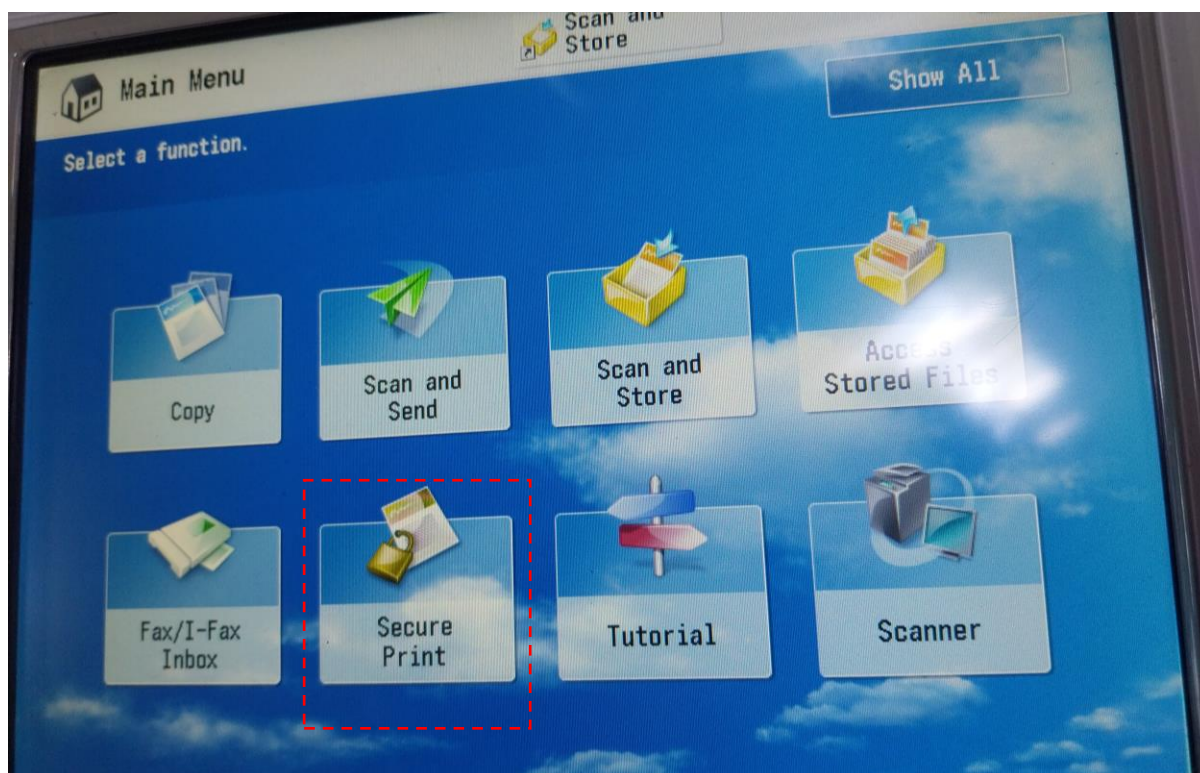 Scan and
Store
Main Menu
Show All
Select a function.
Copy
Scan and
Send
Scan and
Store
Access
Stored Files
Fax/I-Fax
Inbox
Secure
Print
Tutorial
Scanner